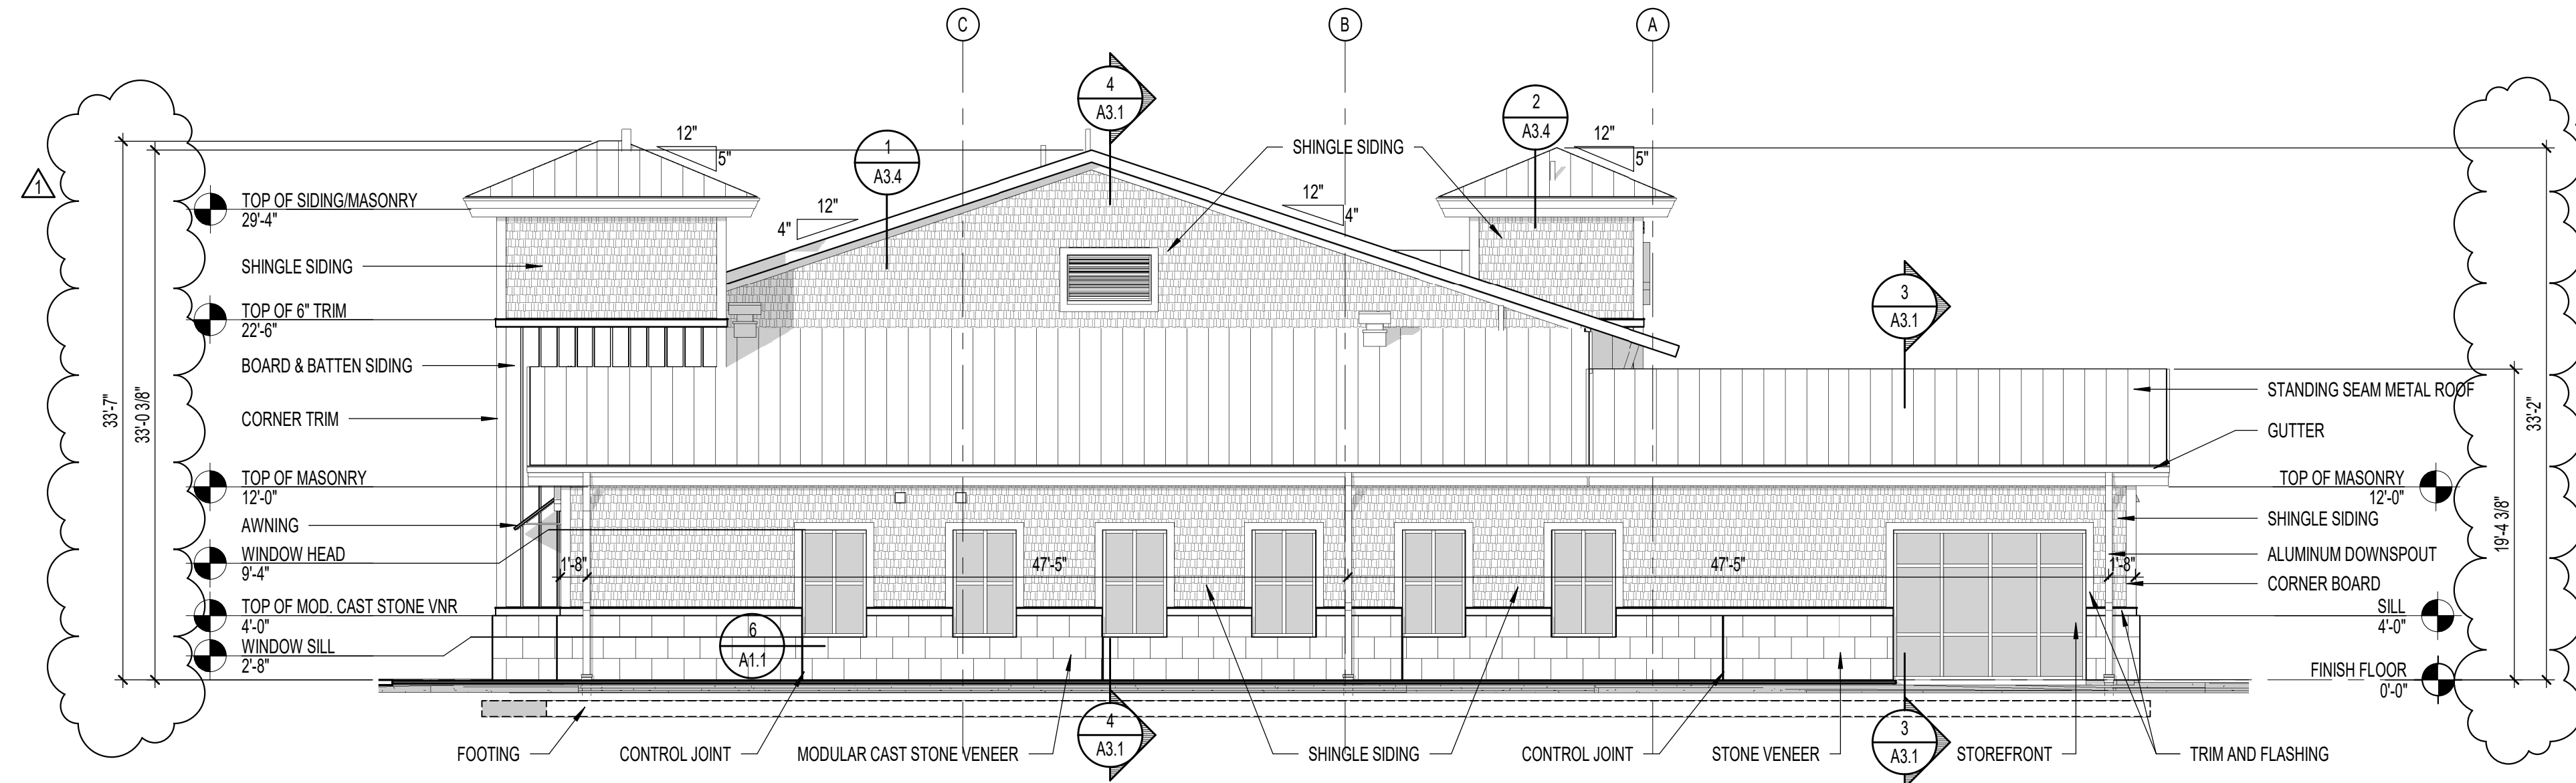 C
B
A
4
A3.1
1
A3.4
2
A3.4
12"
5"
12"
5"
SHINGLE SIDING
1
TOP OF SIDING/MASONRY
29'-4"
12"
4"
12"
4"
SHINGLE SIDING
3
A3.1
TOP OF 6" TRIM
22'-6"
BOARD & BATTEN SIDING
STANDING SEAM METAL ROOF
33'-7"
33'-0 3/8"
33'-2"
CORNER TRIM
GUTTER
TOP OF MASONRY
12'-0"
TOP OF MASONRY
12'-0"
AWNING
SHINGLE SIDING
19'-4 3/8"
WINDOW HEAD
9'-4"
1'-8"
47'-5"
47'-5"
1'-8"
ALUMINUM DOWNSPOUT
CORNER BOARD
TOP OF MOD. CAST STONE VNR
4'-0"
SILL
4'-0"
WINDOW SILL
2'-8"
6
A1.1
FINISH FLOOR
0'-0"
4
A3.1
3
A3.1
FOOTING
CONTROL JOINT
MODULAR CAST STONE VENEER
SHINGLE SIDING
CONTROL JOINT
STONE VENEER
STOREFRONT
TRIM AND FLASHING